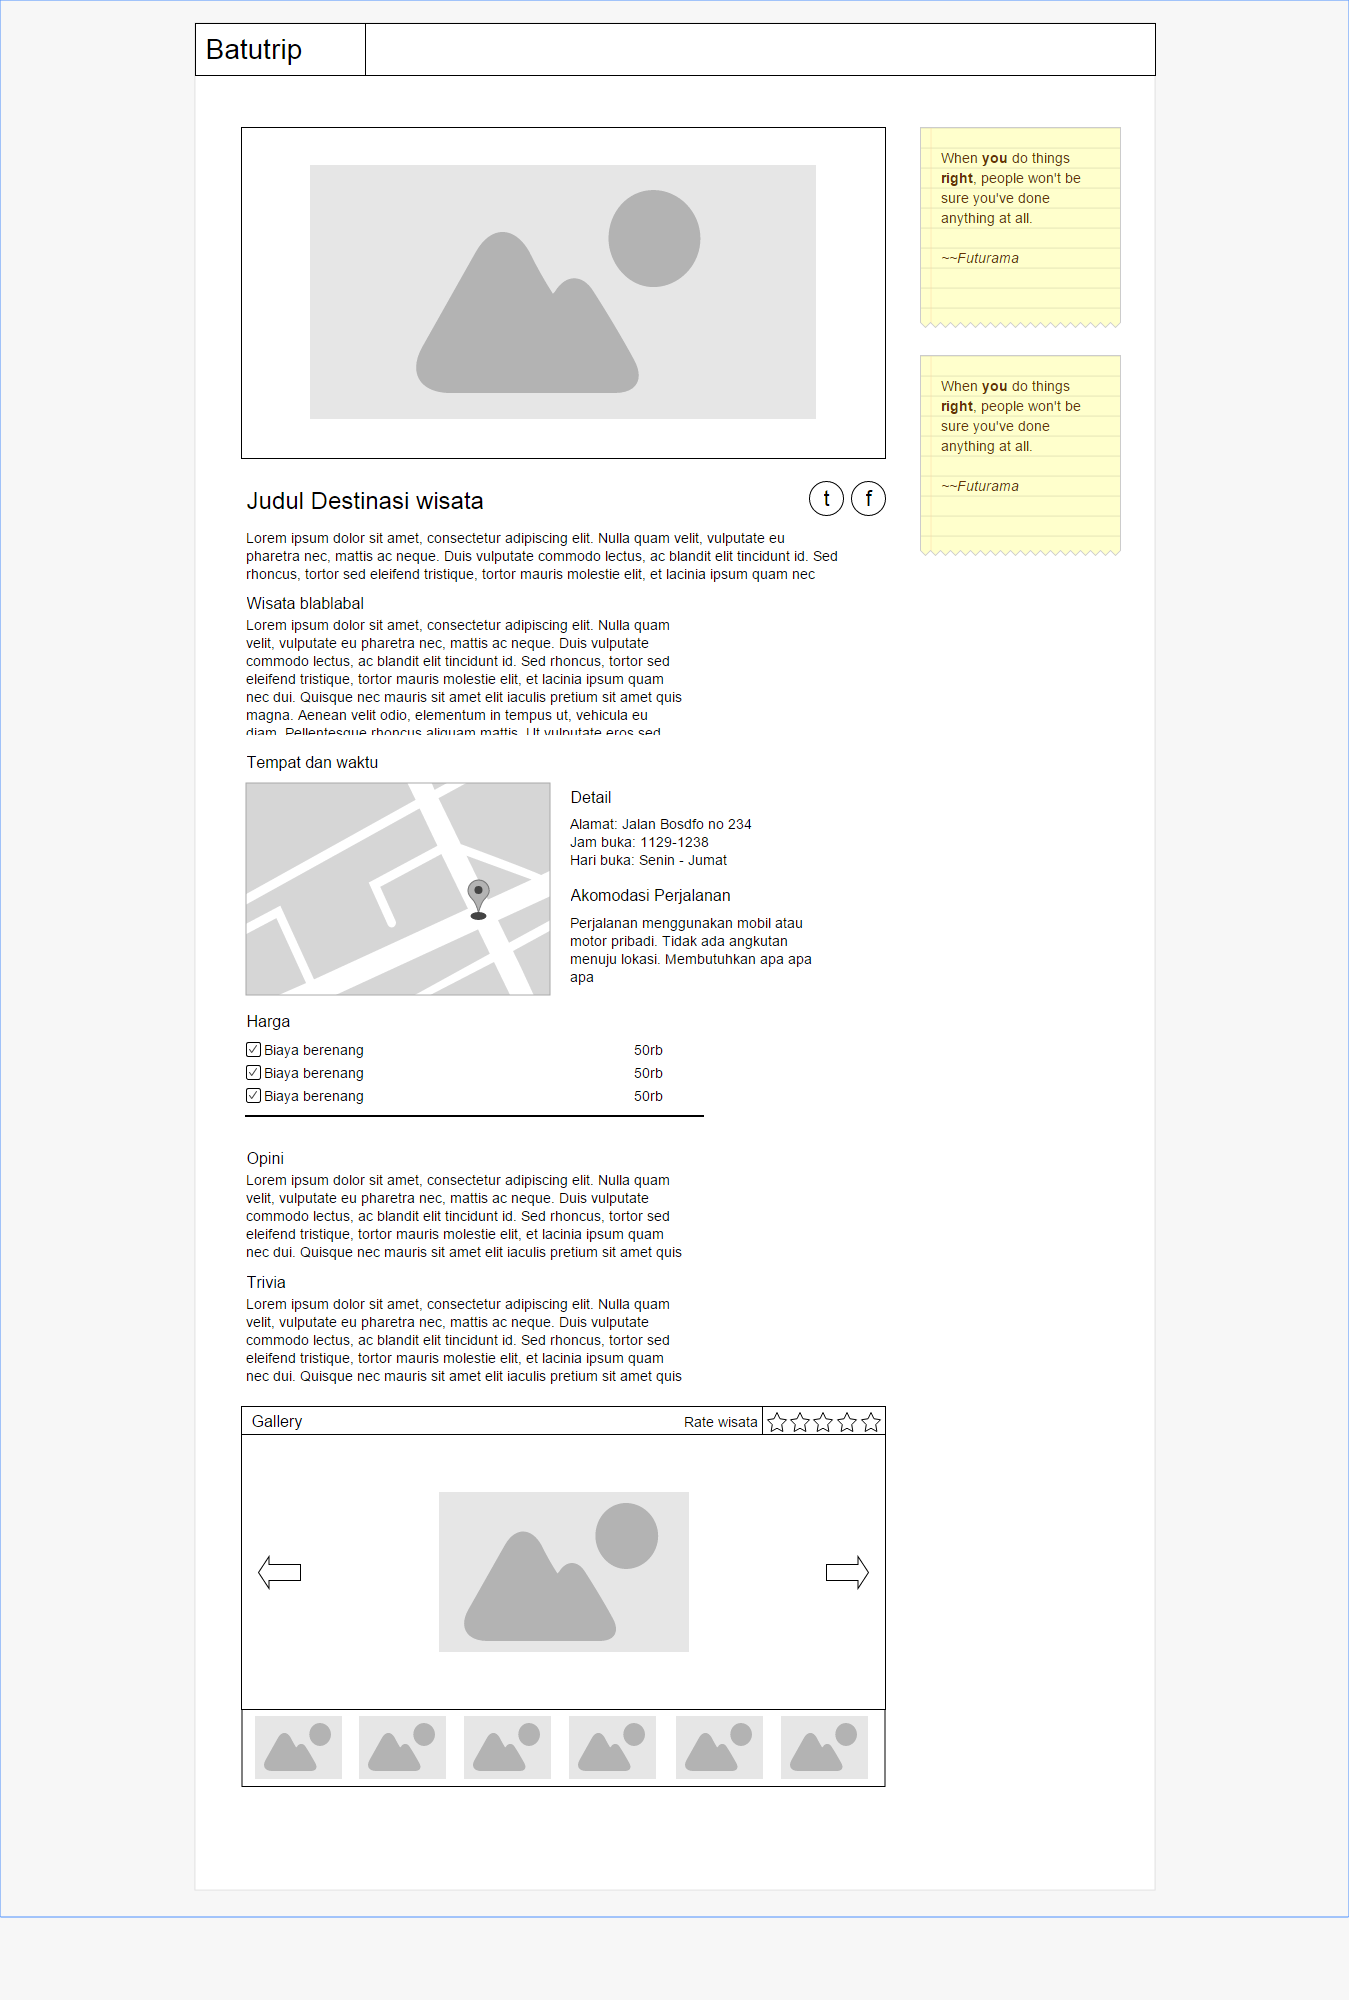 Batutrip
When you do things
right, people won't be
sure you've done
anything at all.
~~Futurama
When you do things
right, people won't be
sure you've done
anything at all.
~~Futurama
Judul Destinasi wisata
t f
Lorem ipsum dolor sit amet, consectetur adipiscing elit. Nulla quam velit, vulputate eu
pharetra nec, mattis ac neque. Duis vulputate commodo lectus, ac blandit elit tincidunt id. Sed
rhoncus, tortor sed eleifend tristique, tortor mauris molestie elit, et lacinia ipsum quam nec
Wisata blablabal
Lorem ipsum dolor sit amet, consectetur adipiscing elit. Nulla quam
velit, vulputate eu pharetra nec, mattis ac neque. Duis vulputate
commodo lectus, ac blandit elit tincidunt id. Sed rhoncus, tortor sed
eleifend tristique, tortor mauris molestie elit, et lacinia ipsum quam
nec dui. Quisque nec mauris sit amet elit iaculis pretium sit amet quis
magna. Aenean velit odio, elementum in tempus ut, vehicula eu
diam. Pellentesque rhoncus aliquam mattis. Ut vulputate eros sed
Tempat dan waktu
Detail
Alamat: Jalan Bosdfo no 234
Jam buka: 1129-1238
Hari buka: Senin - Jumat
Akomodasi Perjalanan
Perjalanan menggunakan mobil atau
motor pribadi. Tidak ada angkutan
menuju lokasi. Membutuhkan apa apa
apa
Harga
Biaya berenang 50rb
Biaya berenang 50rb
Biaya berenang 50rb
Opini
Lorem ipsum dolor sit amet, consectetur adipiscing elit. Nulla quam
velit, vulputate eu pharetra nec, mattis ac neque. Duis vulputate
commodo lectus, ac blandit elit tincidunt id. Sed rhoncus, tortor sed
eleifend tristique, tortor mauris molestie elit, et lacinia ipsum quam
nec dui. Quisque nec mauris sit amet elit iaculis pretium sit amet quis
Trivia
Lorem ipsum dolor sit amet, consectetur adipiscing elit. Nulla quam
velit, vulputate eu pharetra nec, mattis ac neque. Duis vulputate
commodo lectus, ac blandit elit tincidunt id. Sed rhoncus, tortor sed
eleifend tristique, tortor mauris molestie elit, et lacinia ipsum quam
nec dui. Quisque nec mauris sit amet elit iaculis pretium sit amet quis
Gallery Rate wisata